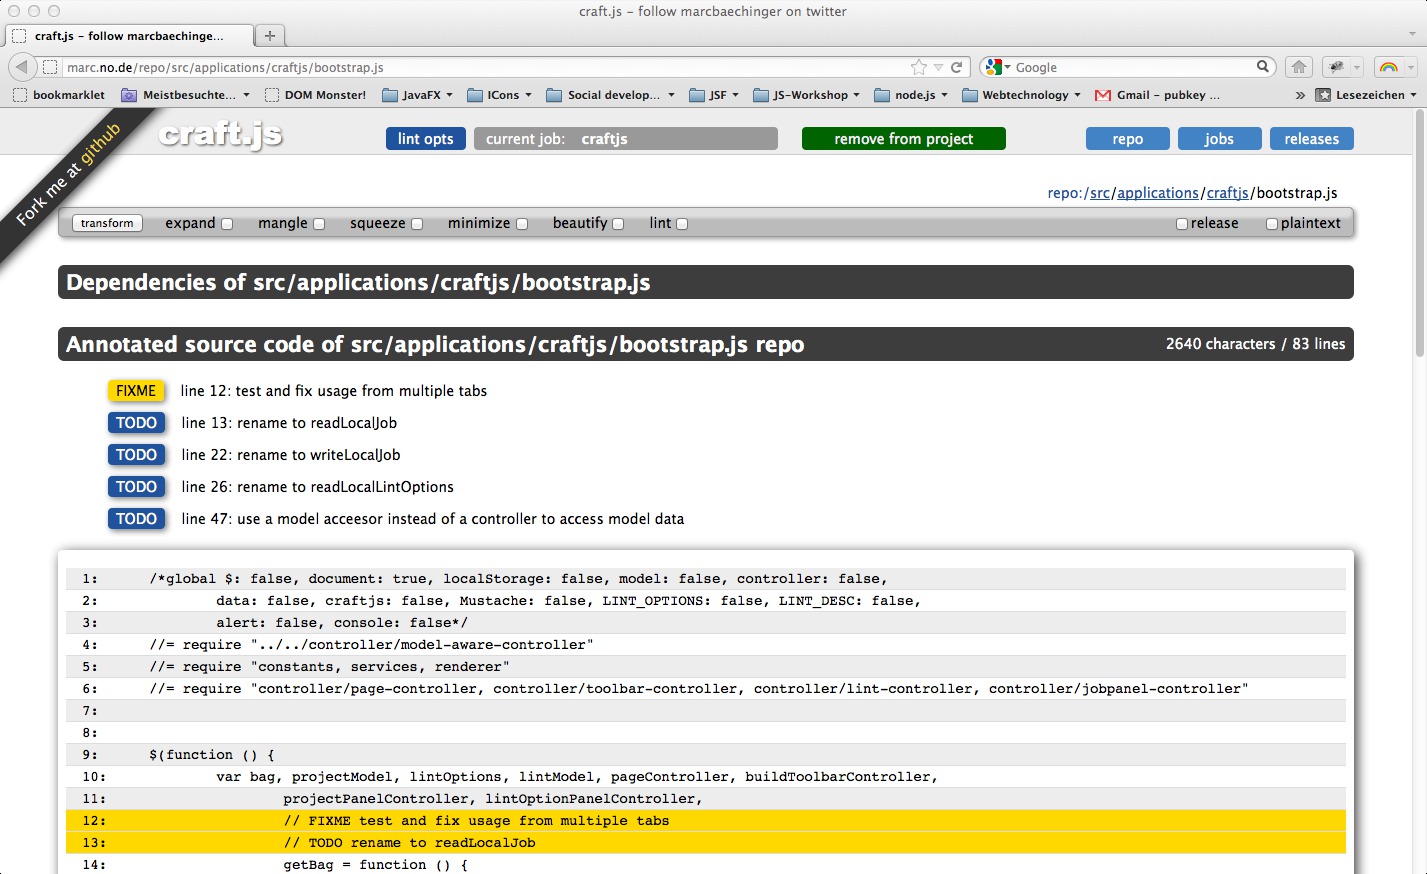 craft.js – follow marcbaechinger on twitter
craft.js – follow marcbaechinge...
marc.no.de/repo/src/applications/craftjs/bootstrap.js
Google
bookmarklet Meistbesuchte... DOM Monster! JavaFX ICons Social develop... JSF JS-Workshop node.js Webtechnology Gmail – pubkey ... » Lesezeichen
Fork me at github
craft.js
lint opts current job: craftjs remove from project repo jobs releases
repo:/src/applications/craftjs/bootstrap.js
transform expand mangle squeeze minimize beautify lint release plaintext
Dependencies of src/applications/craftjs/bootstrap.js
Annotated source code of src/applications/craftjs/bootstrap.js repo 2640 characters / 83 lines
FIXME line 12: test and fix usage from multiple tabs
TODO line 13: rename to readLocalJob
TODO line 22: rename to writeLocalJob
TODO line 26: rename to readLocalLintOptions
TODO line 47: use a model acceesor instead of a controller to access model data
1: /*global $: false, document: true, localStorage: false, model: false, controller: false,
2: data: false, craftjs: false, Mustache: false, LINT_OPTIONS: false, LINT_DESC: false,
3: alert: false, console: false*/
4: //= require "../../controller/model-aware-controller"
5: //= require "constants, services, renderer"
6: //= require "controller/page-controller, controller/toolbar-controller, controller/lint-controller, controller/jobpanel-controller"
7:
8:
9: $(function () {
10: var bag, projectModel, lintOptions, lintModel, pageController, buildToolbarController,
11: projectPanelController, lintOptionPanelController,
12: // FIXME test and fix usage from multiple tabs
13: // TODO rename to readLocalJob
14: getBag = function () {